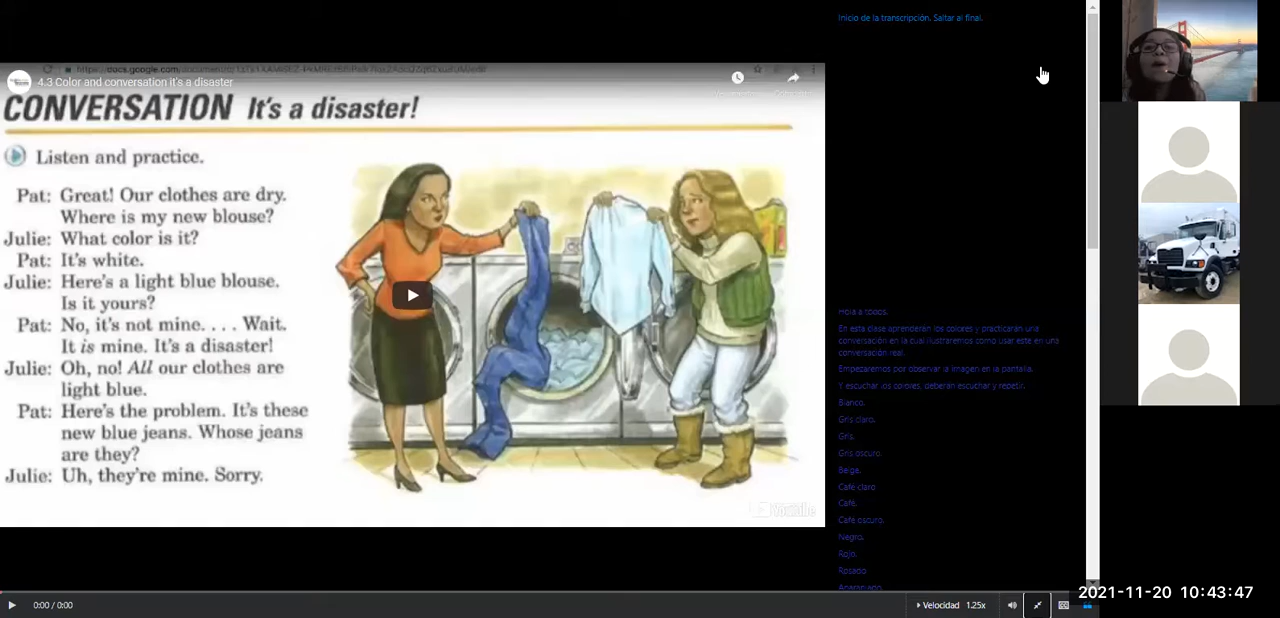 4.3 Color and conversation it's a disaster
CONVERSATION It's a disaster!
Listen and practice.
Pat: Great! Our clothes are dry.
Where is my new blouse?
Julie: What color is it?
Pat: It's white.
Julie: Here's a light blue blouse.
Is it yours?
Pat: No, it's not mine. . . . Wait.
It is mine. It's a disaster!
Julie: Oh, no! All our clothes are
light blue.
Pat: Here's the problem. It's these
new blue jeans. Whose jeans
are they?
Julie: Uh, they're mine. Sorry.
YouTube
Inicio de la transcripción. Saltar al final.
Hola a todos.
En esta clase aprenderán los colores y practicarán una
conversación en la cual ilustraremos como usar este en una
conversación real.
Empezaremos por observar la imagen en la pantalla.
Y escuchar los colores, deberán escuchar y repetir.
Blanco.
Gris claro.
Gris.
Gris oscuro.
Beige.
Café claro
Café.
Café oscuro.
Negro.
Rojo.
Rosado
Anaranjado
0:00 / 0:00
Velocidad 1.25x
2021-11-20 10:43:47